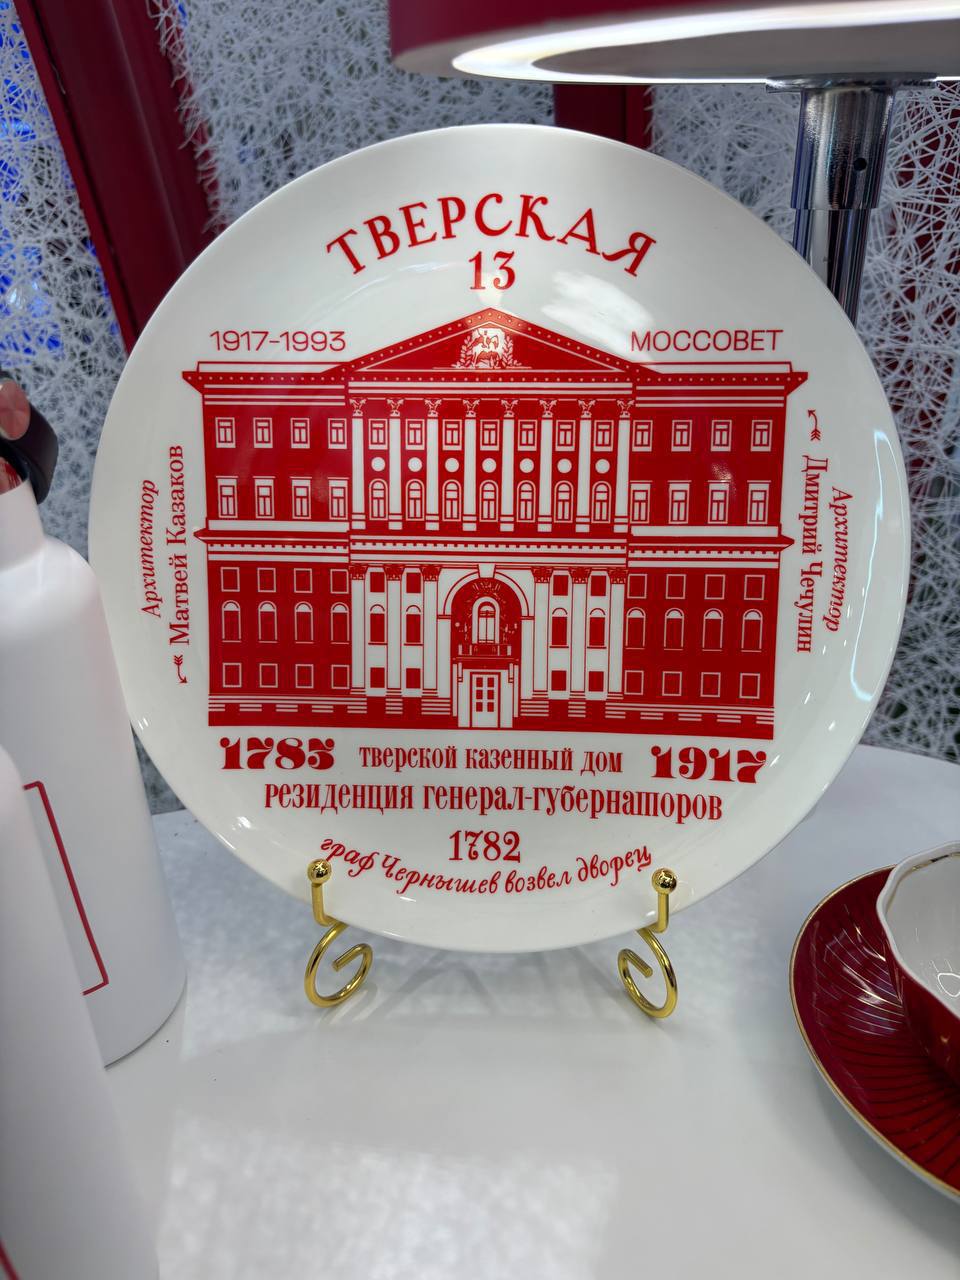 ТВЕРСКАЯ
13
1917-1993
МОССОВЕТ
Архитектор
Матвей Казаков
Архитектор
Дмитрий Чечулин
1785 тверской казенный дом 1917
резиденция генерал-губернаторов
1782
граф Чернышев возвел дворец